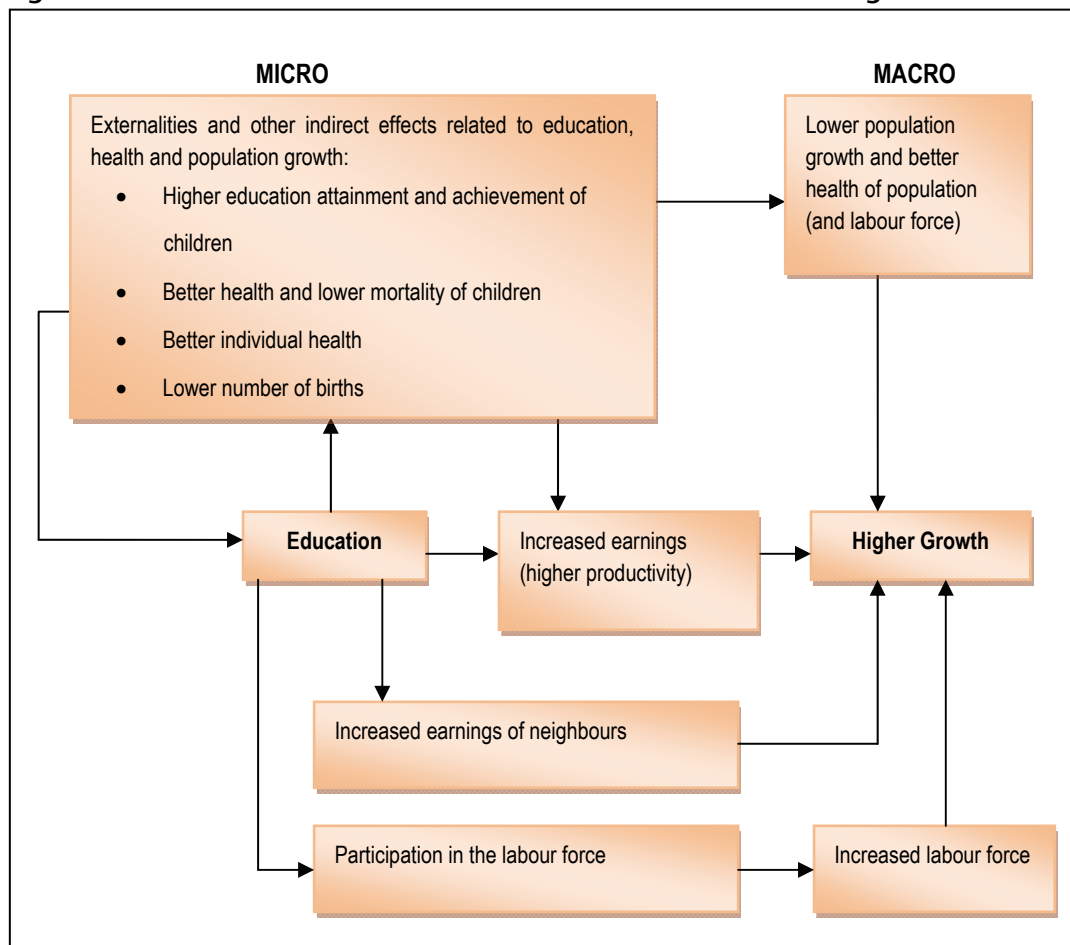 MICRO
MACRO
Externalities and other indirect effects related to education,
health and population growth:
• Higher education attainment and achievement of
children
• Better health and lower mortality of children
• Better individual health
• Lower number of births
Lower population
growth and better
health of population
(and labour force)
Education
Increased earnings
(higher productivity)
Higher Growth
Increased earnings of neighbours
Participation in the labour force
Increased labour force